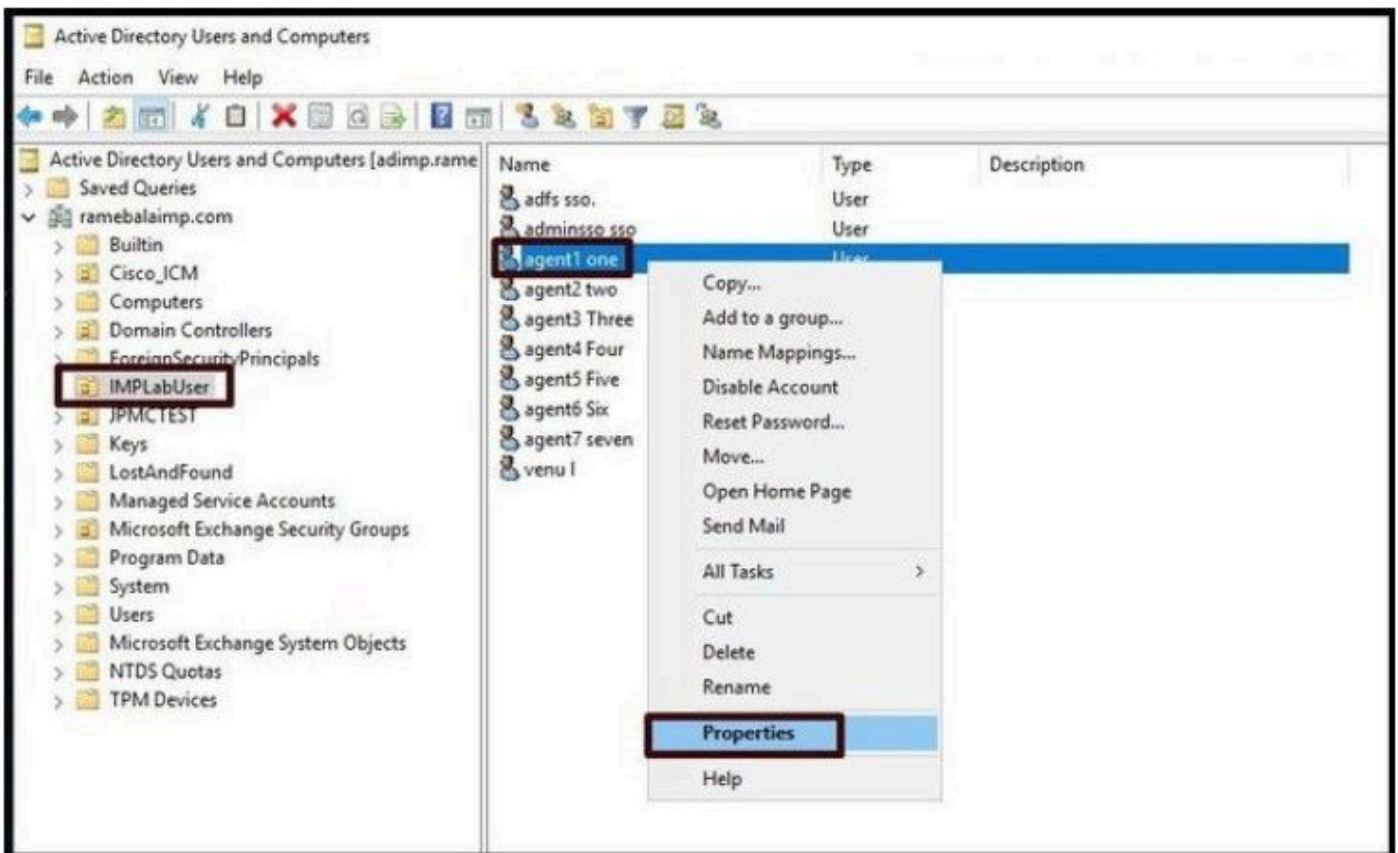 Active Directory Users and Computers
File Action View Help
Active Directory Users and Computers [adimp.rame
Saved Queries
ramebalaimp.com
Builtin
Cisco_ICM
Computers
Domain Controllers
ForeignSecurityPrincipals
IMPLabUser
JPMCTEST
Keys
LostAndFound
Managed Service Accounts
Microsoft Exchange Security Groups
Program Data
System
Users
Microsoft Exchange System Objects
NTDS Quotas
TPM Devices
Name Type Description
adfs sso. User
adminsso sso User
agent1 one User
agent2 two
agent3 Three
agent4 Four
agent5 Five
agent6 Six
agent7 seven
venu l
Copy...
Add to a group...
Name Mappings...
Disable Account
Reset Password...
Move...
Open Home Page
Send Mail
All Tasks
Cut
Delete
Rename
Properties
Help